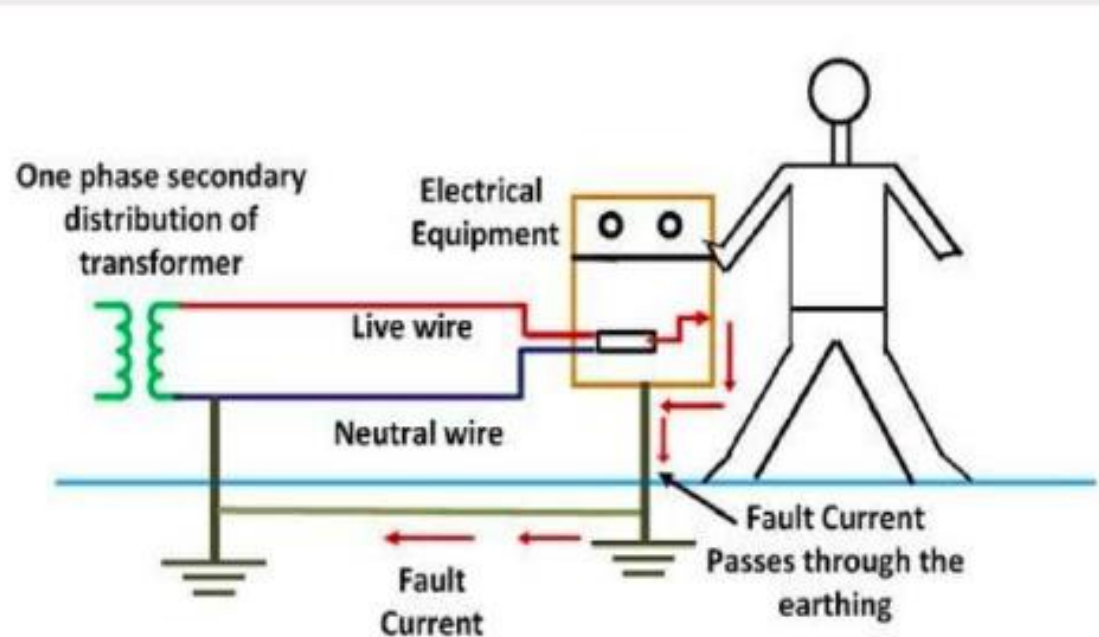 One phase secondary
distribution of
transformer
Electrical
Equipment
Live wire
Neutral wire
Fault Current
Passes through the
earthing
Fault
Current